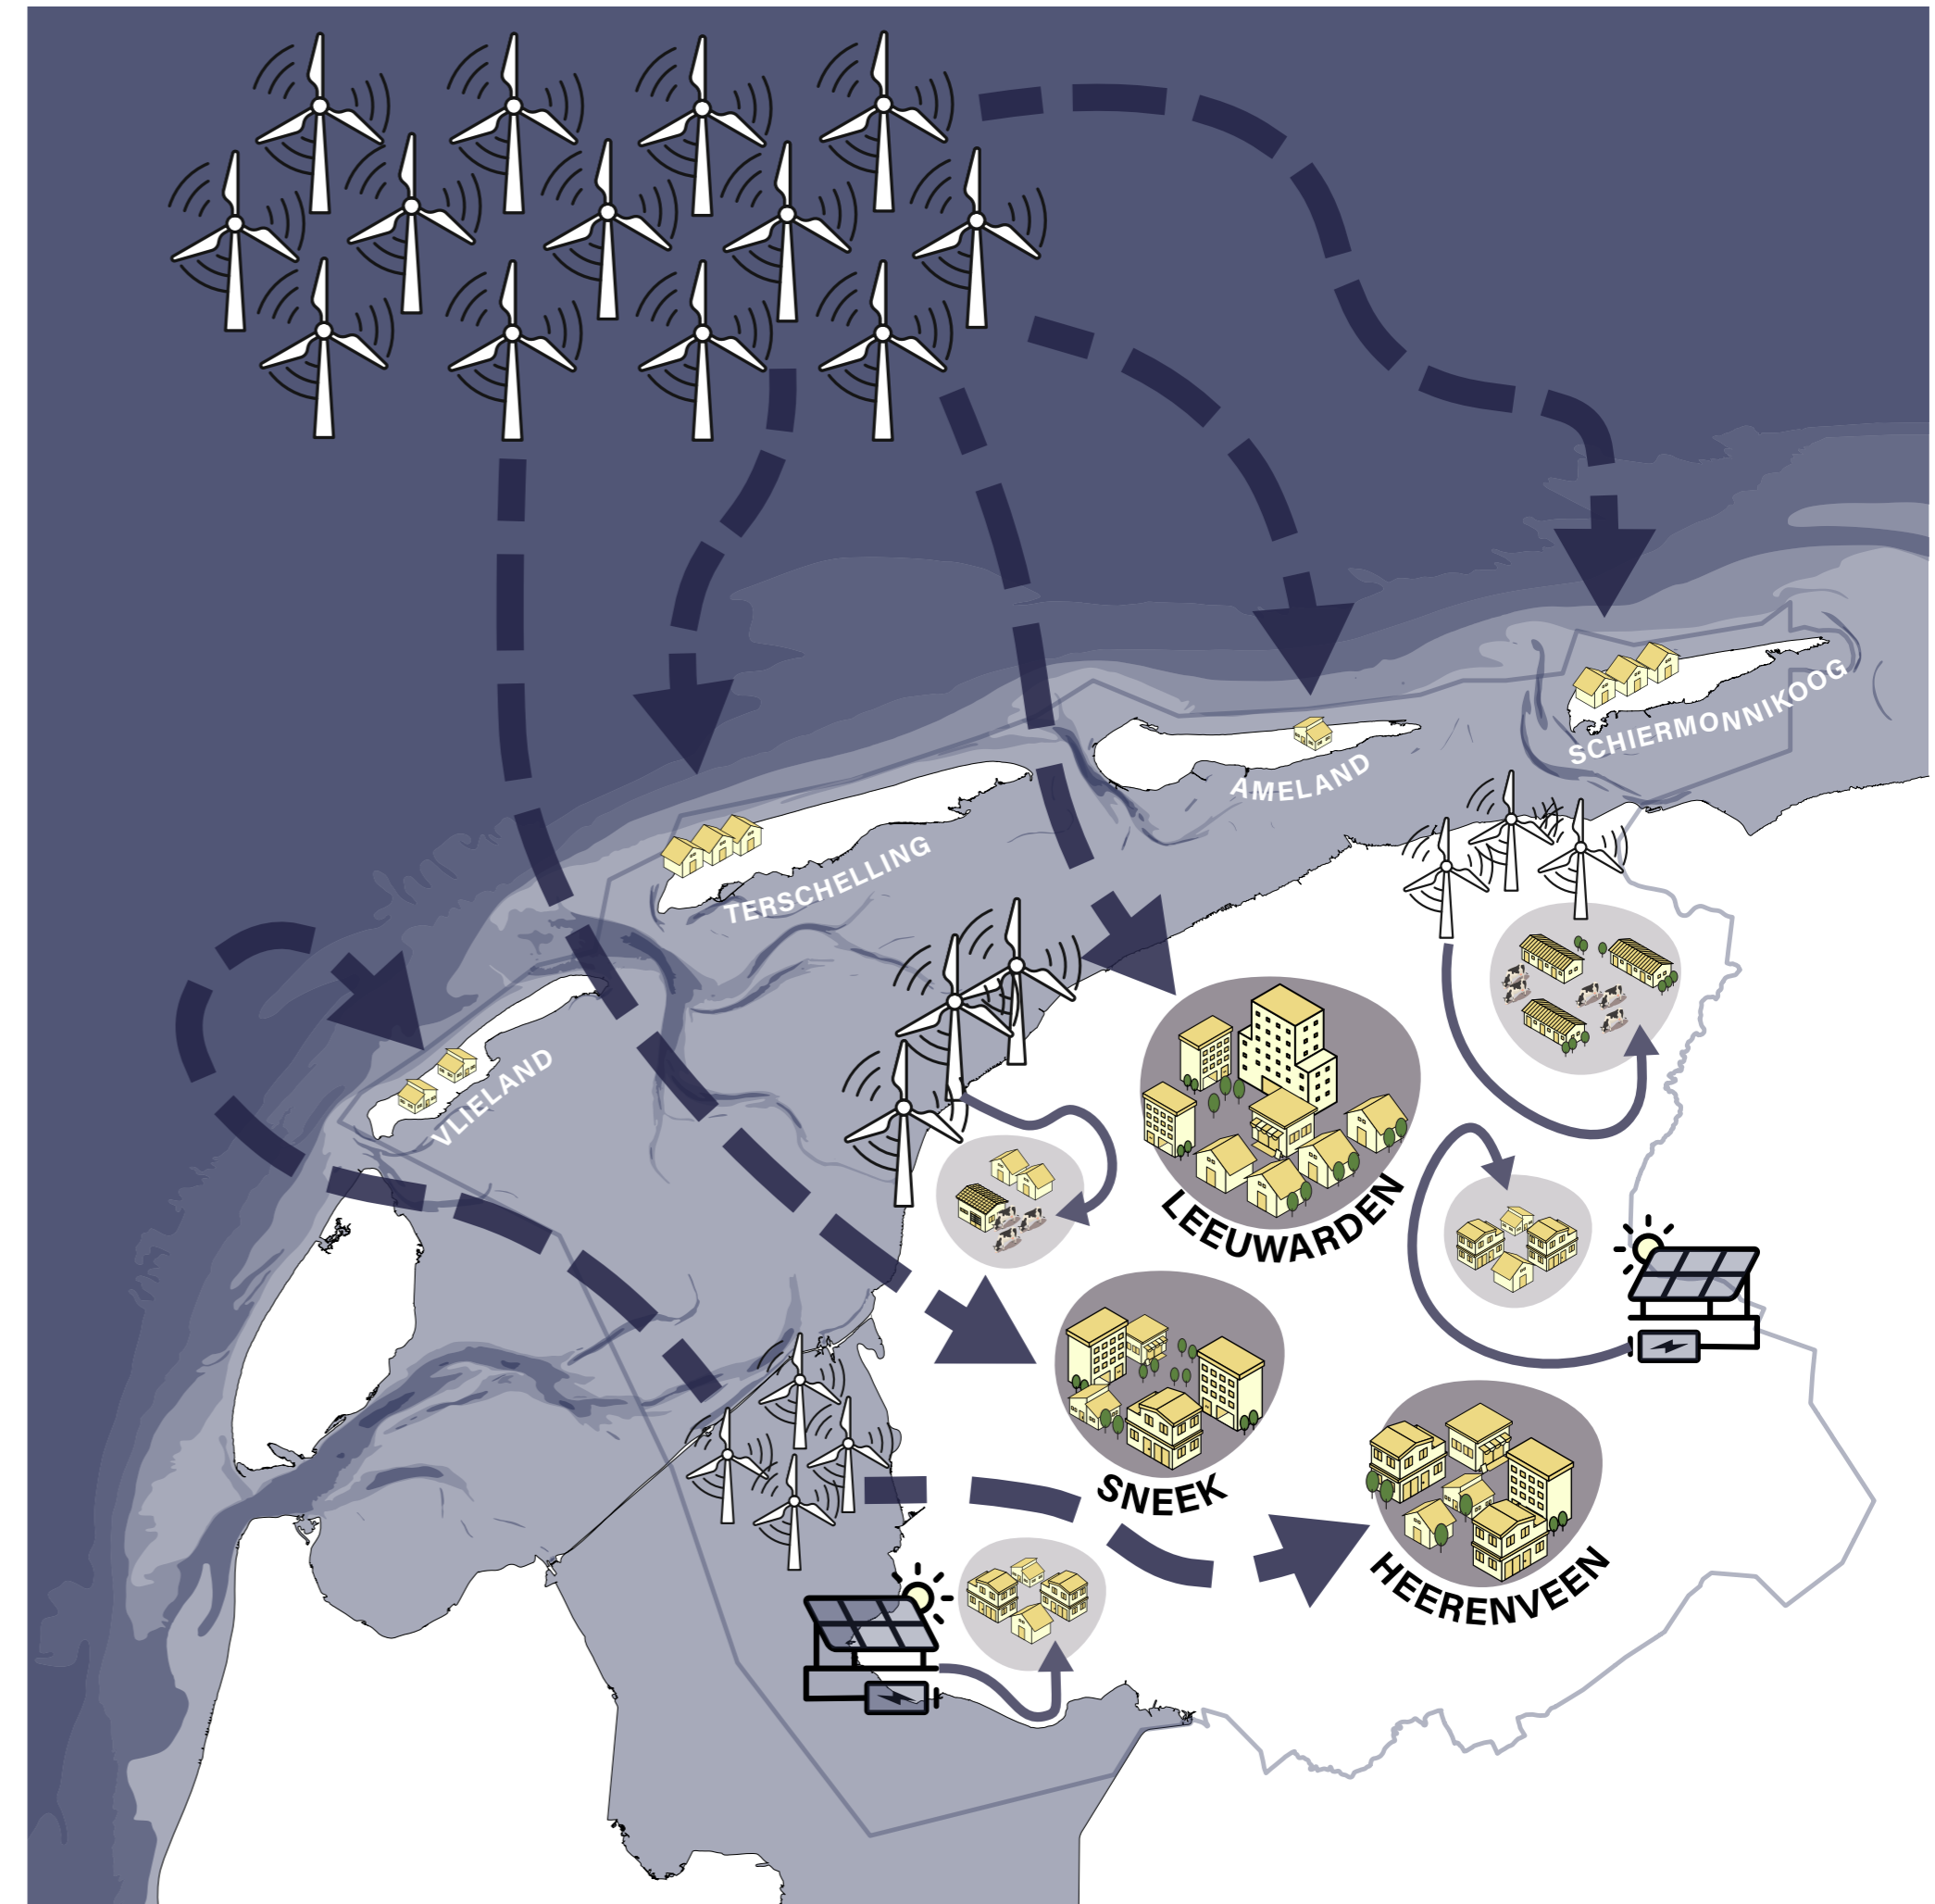 SCHIERMONNIKOOG
AMELAND
TERSCHELLING
VLIELAND
LEEUWARDEN
SNEEK
HEERENVEEN